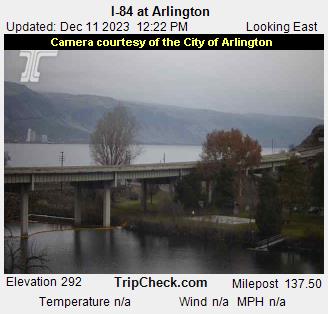 I-84 at Arlington
Updated: Dec 11 2023 12:22 PM Looking East
Camera courtesy of the City of Arlington
Elevation 292 TripCheck.com Milepost 137.50
Temperature n/a Wind n/a MPH n/a